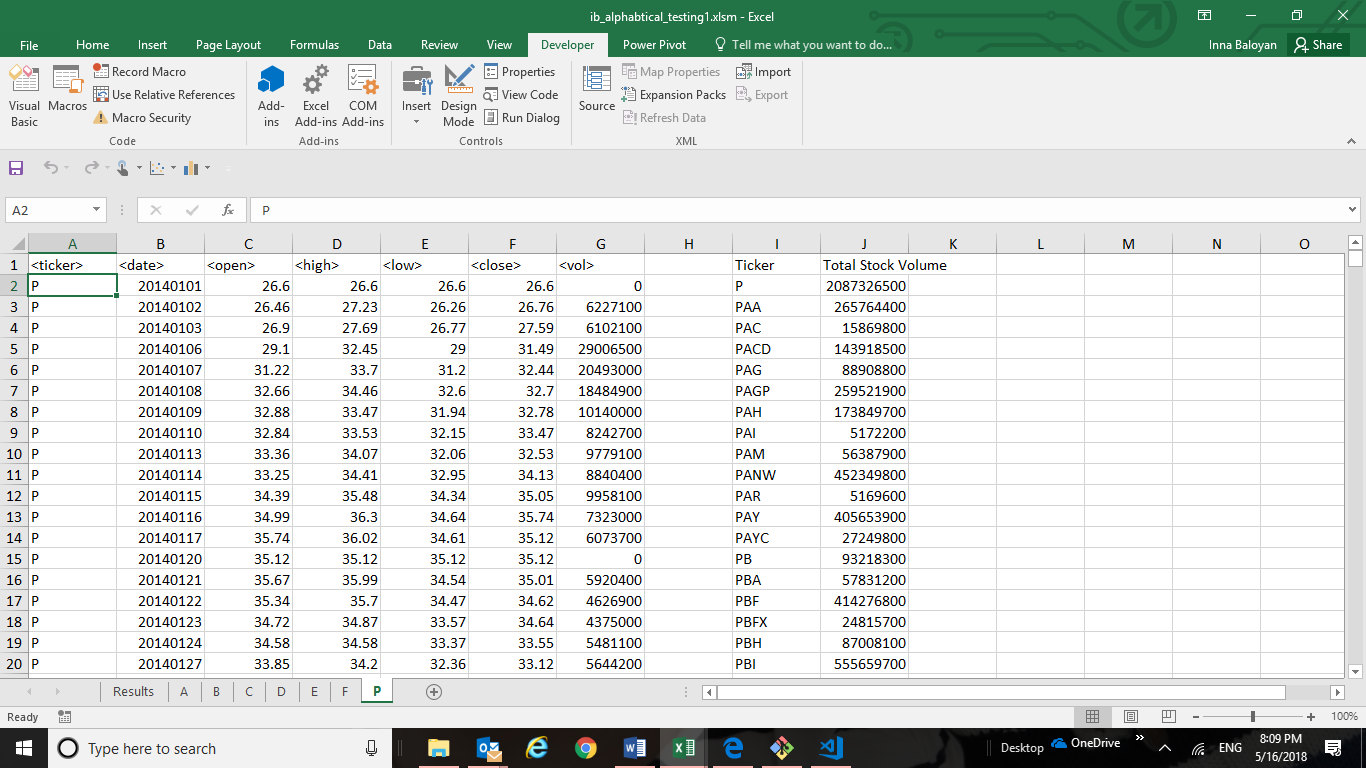 ib_alphabtical_testing1.xlsm - Excel
File Home Insert Page Layout Formulas Data Review View Developer Power Pivot Tell me what you want to do... Inna Baloyan Share
Visual Basic
Macros
Record Macro
Use Relative References
Macro Security
Code
Add-ins
Excel Add-ins
COM Add-ins
Add-ins
Insert
Design Mode
Properties
View Code
Run Dialog
Controls
Source
Map Properties
Expansion Packs
Refresh Data
Import
Export
XML
A2 fx P
A B C D E F G H I J K L M N O
1 <ticker> <date> <open> <high> <low> <close> <vol> Ticker Total Stock Volume
2 P 20140101 26.6 26.6 26.6 26.6 0 P 2087326500
3 P 20140102 26.46 27.23 26.26 26.76 6227100 PAA 265764400
4 P 20140103 26.9 27.69 26.77 27.59 6102100 PAC 15869800
5 P 20140106 29.1 32.45 29 31.49 29006500 PACD 143918500
6 P 20140107 31.22 33.7 31.2 32.44 20493000 PAG 88908800
7 P 20140108 32.66 34.46 32.6 32.7 18484900 PAGP 259521900
8 P 20140109 32.88 33.47 31.94 32.78 10140000 PAH 173849700
9 P 20140110 32.84 33.53 32.15 33.47 8242700 PAI 5172200
10 P 20140113 33.36 34.07 32.06 32.53 9779100 PAM 56387900
11 P 20140114 33.25 34.41 32.95 34.13 8840400 PANW 452349800
12 P 20140115 34.39 35.48 34.34 35.05 9958100 PAR 5169600
13 P 20140116 34.99 36.3 34.64 35.74 7323000 PAY 405653900
14 P 20140117 35.74 36.02 34.61 35.12 6073700 PAYC 27249800
15 P 20140120 35.12 35.12 35.12 35.12 0 PB 93218300
16 P 20140121 35.67 35.99 34.54 35.01 5920400 PBA 57831200
17 P 20140122 35.34 35.7 34.47 34.62 4626900 PBF 414276800
18 P 20140123 34.72 34.87 33.57 34.64 4375000 PBFX 24815700
19 P 20140124 34.58 34.58 33.37 33.55 5481100 PBH 87008100
20 P 20140127 33.85 34.2 32.36 33.12 5644200 PBI 555659700
Results A B C D E F P
Ready 100%
Type here to search Desktop OneDrive ENG 8:09 PM
5/16/2018